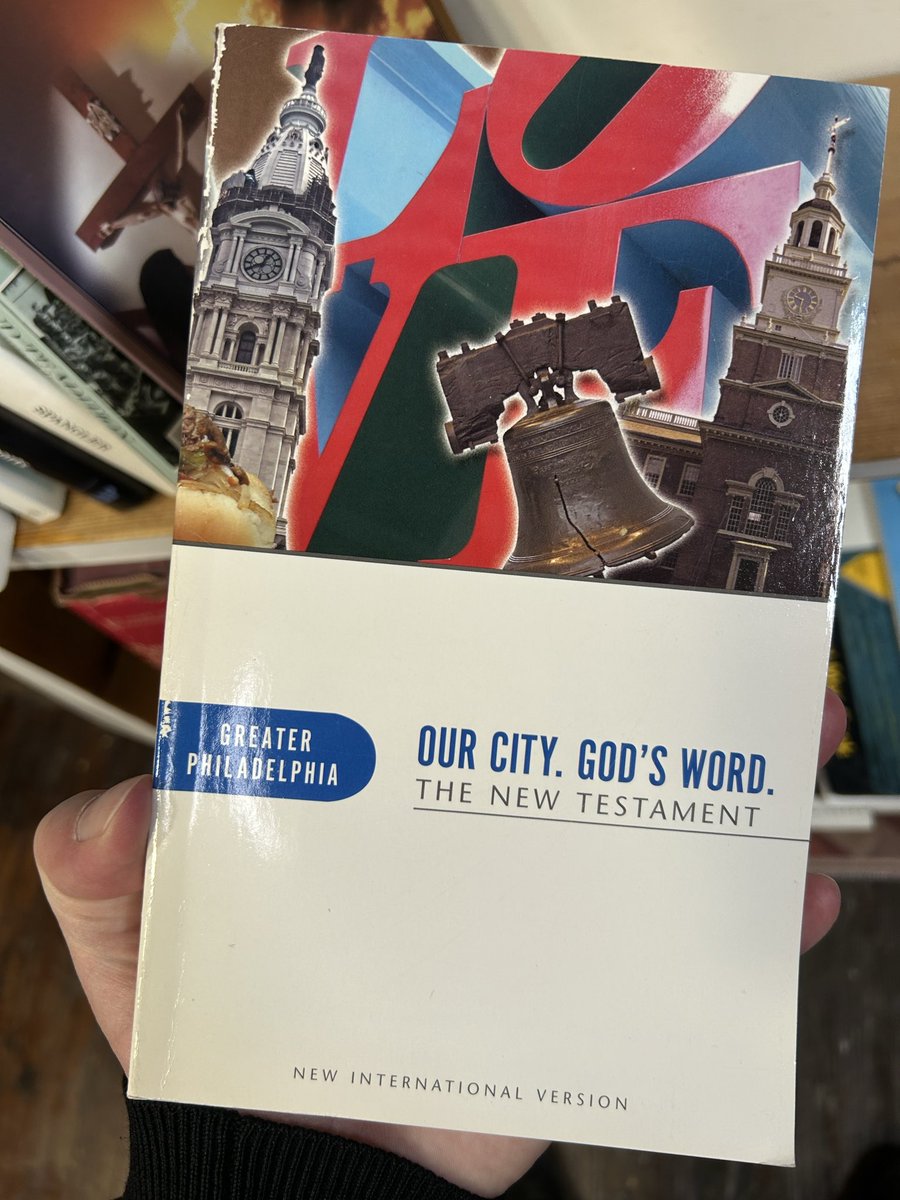 GREATER
PHILADELPHIA
OUR CITY. GOD'S WORD.
THE NEW TESTAMENT
NEW INTERNATIONAL VERSION